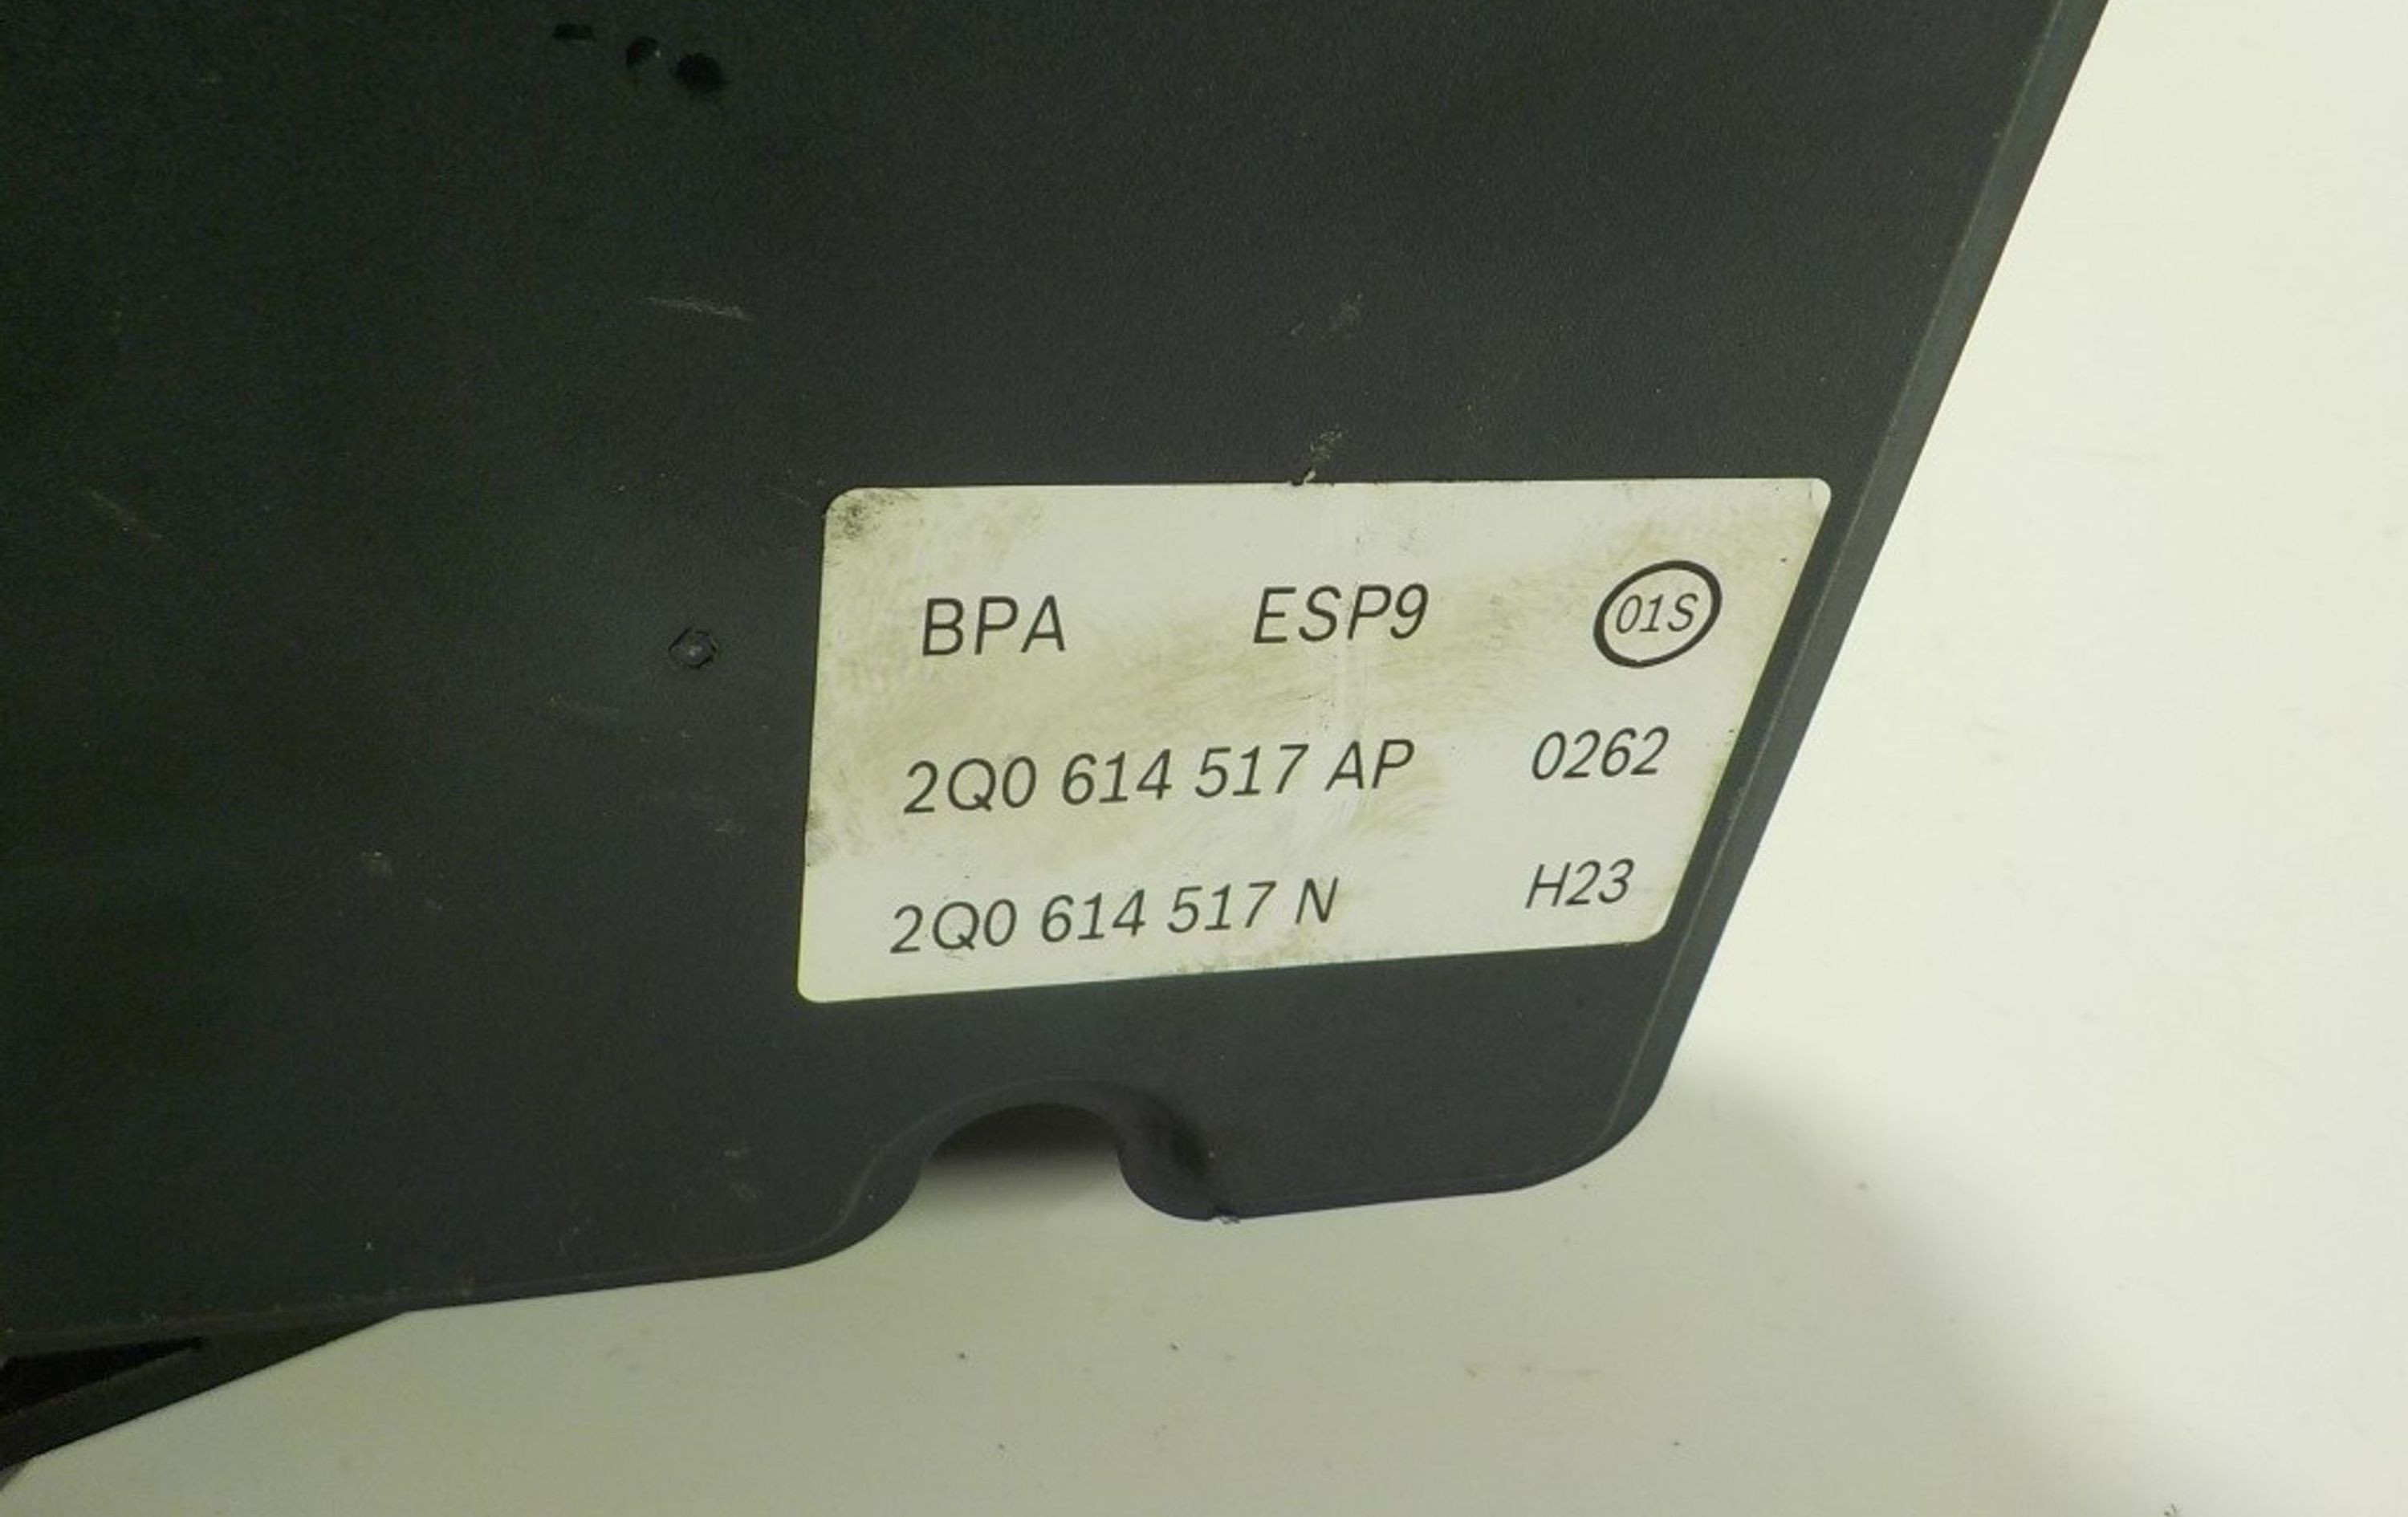 BPA ESP9 01S
2Q0 614 517 AP 0262
2Q0 614 517 N H23